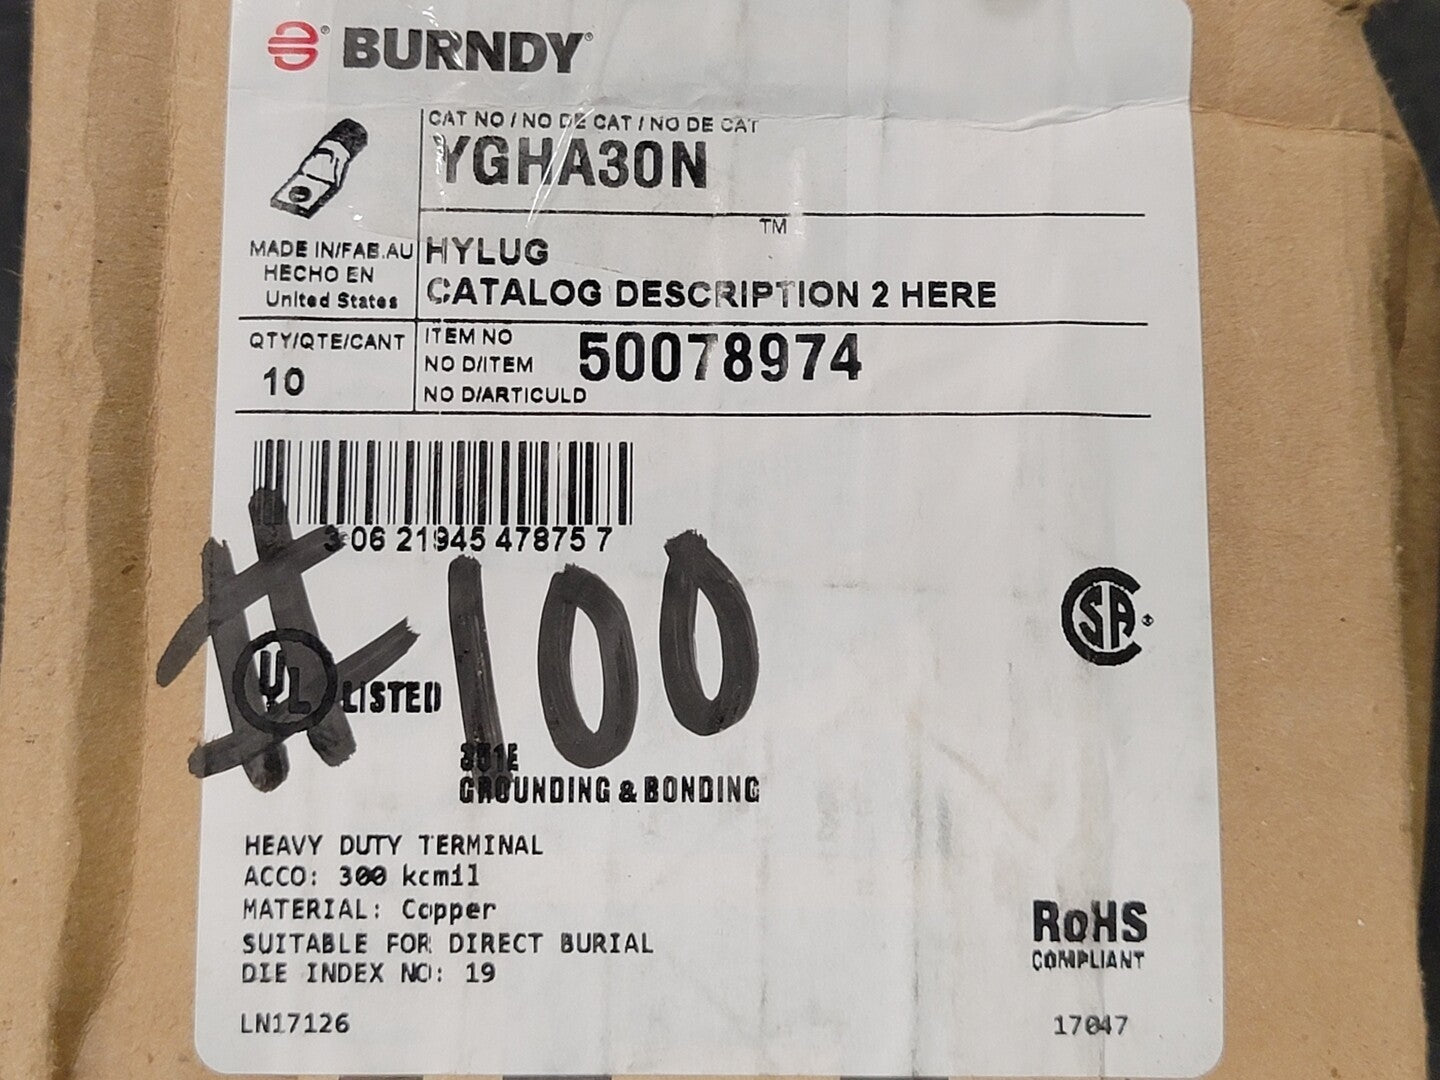 BURNDY®
CAT NO / NO DE CAT / NO DE CAT
YGHA30N
MADE IN/FAB.AU
HECHO EN
United States
TM
HYLUG
CATALOG DESCRIPTION 2 HERE
QTY/QTE/CANT
10
ITEM NO
NO D/ITEM
NO D/ARTICULD
50078974
3 06 21945 47875 7
#100
UL LISTED
GROUNDING & BONDING
SA®
HEAVY DUTY TERMINAL
ACCO: 300 kcmil
MATERIAL: Copper
SUITABLE FOR DIRECT BURIAL
DIE INDEX NO: 19
LN17126
RoHS
COMPLIANT
17047